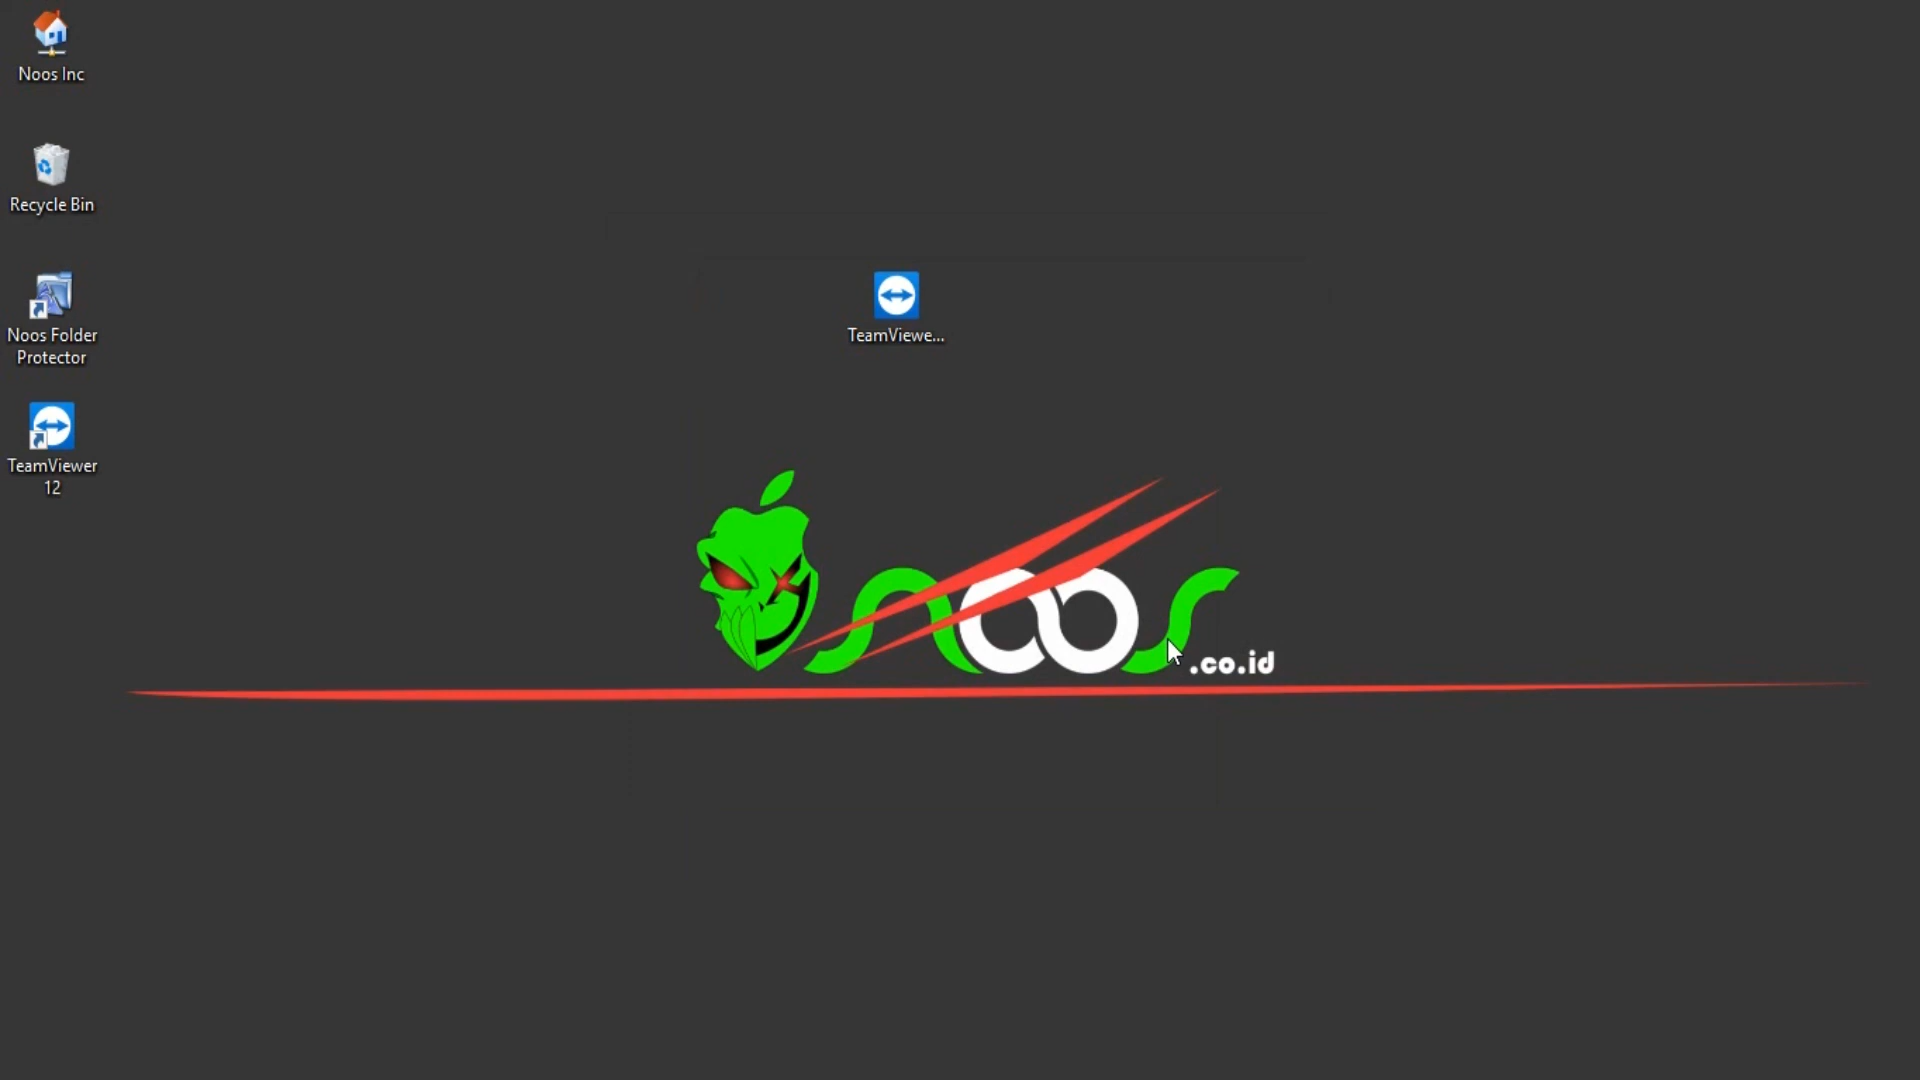 Noos Inc
Recycle Bin
Noos Folder
Protector
TeamViewer
12
TeamViewe...
noos
.co.id